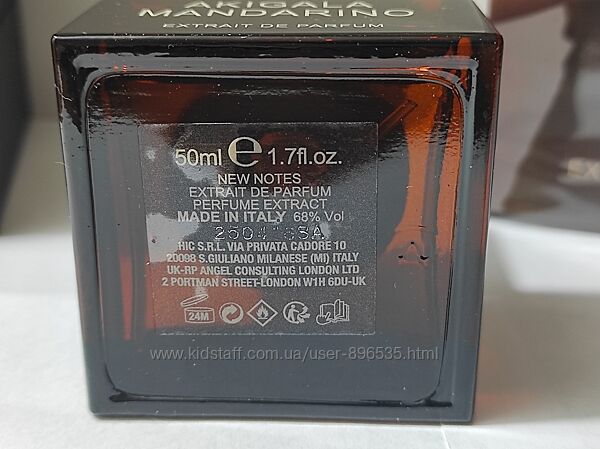 ARIGALA
MANDARINO
EXTRAIT DE PARFUM
50ml e 1.7fl.oz.
NEW NOTES
EXTRAIT DE PARFUM
PERFUME EXTRACT
MADE IN ITALY 68% Vol
HIC S.R.L. VIA PRIVATA CADORE 10
20098 S.GIULIANO MILANESE (MI) ITALY
UK-RP ANGEL CONSULTING LONDON LTD
2 PORTMAN STREET-LONDON W1H 6DU-UK
24M
www.kidstaff.com.ua/user-896535.html